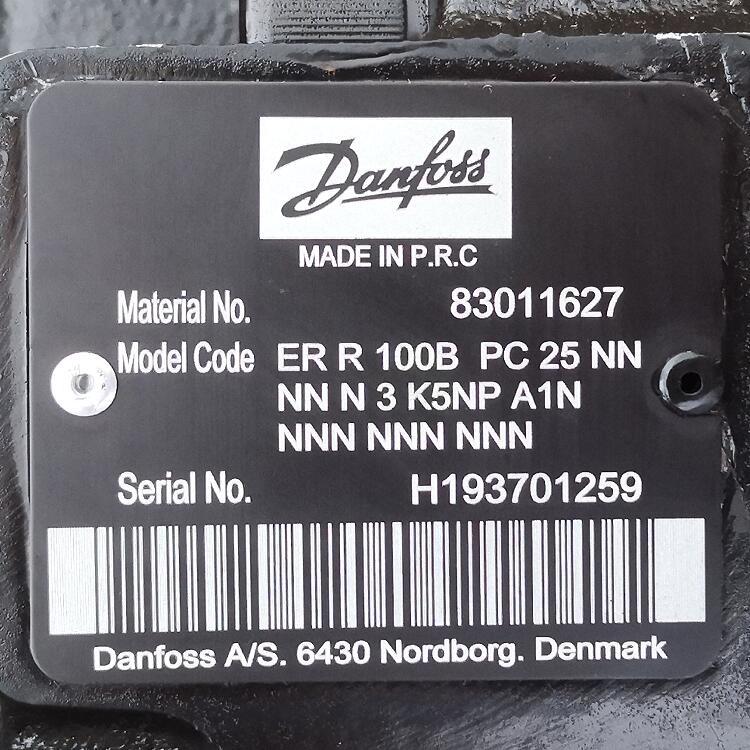 Danfoss
MADE IN P.R.C
Material No. 83011627
Model Code ER R 100B PC 25 NN
NN N 3 K5NP A1N
NNN NNN NNN
Serial No. H193701259
Danfoss A/S. 6430 Nordborg. Denmark